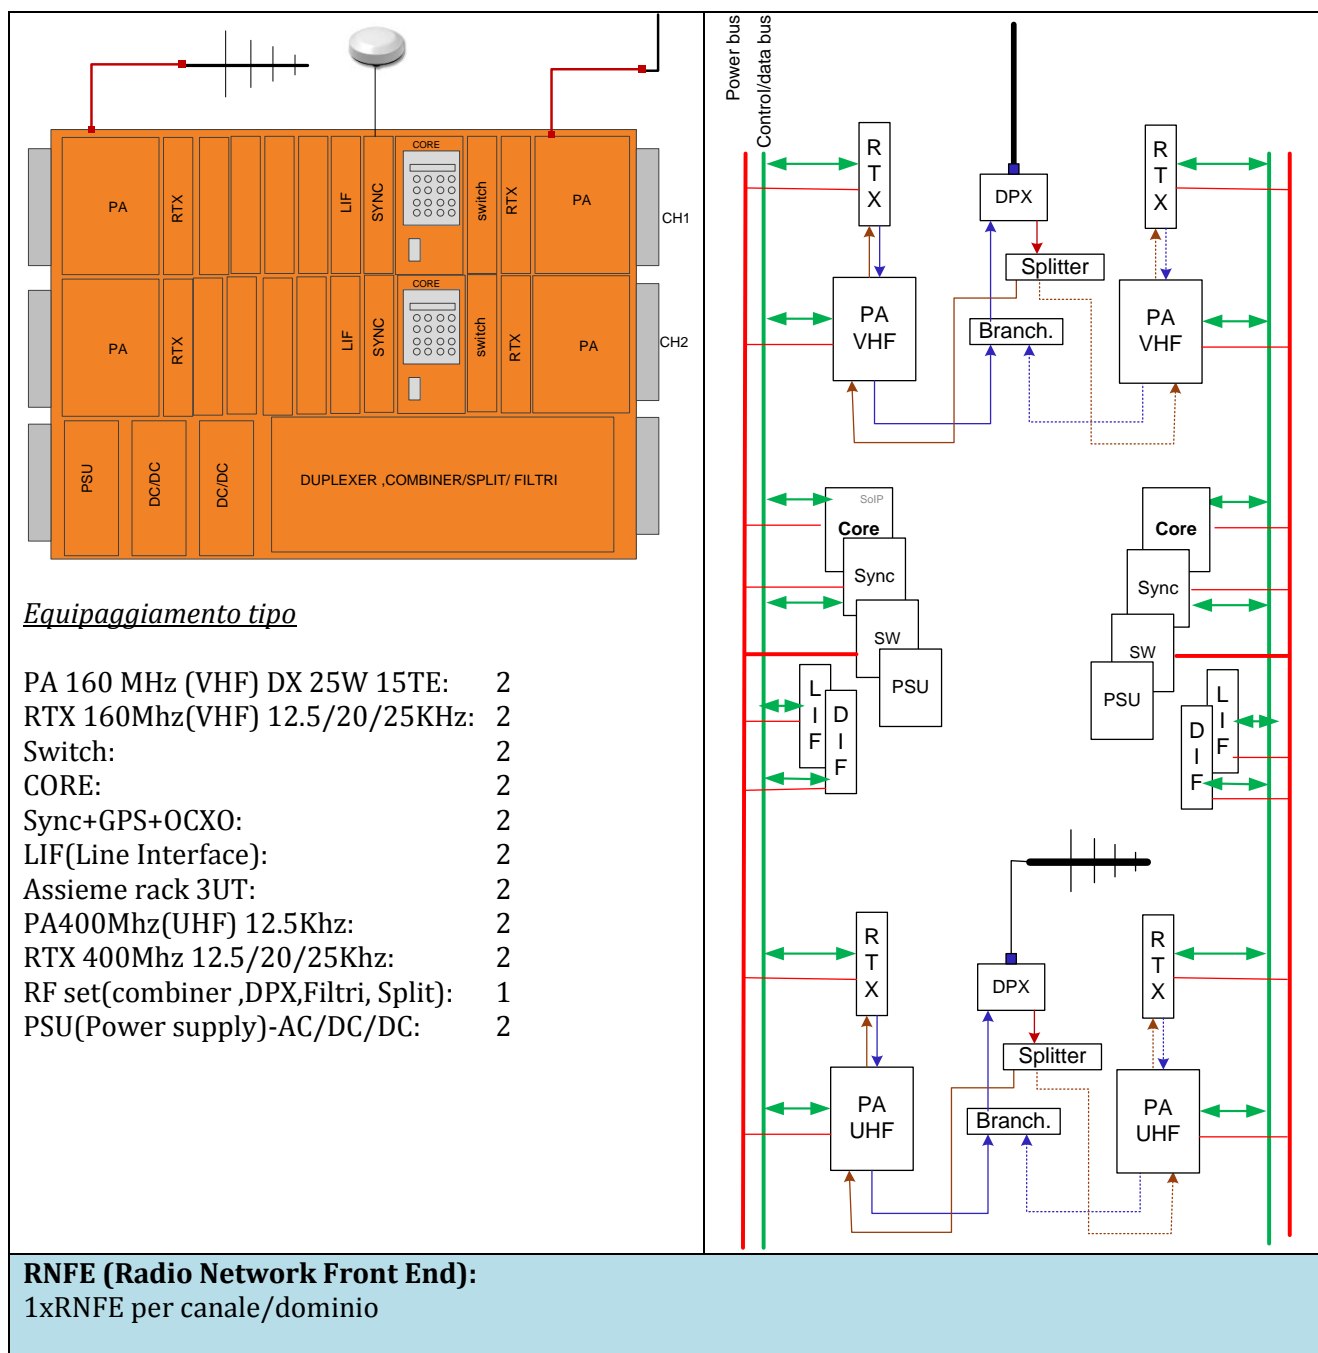 CORE
PA
RTX
LIF
SYNC
switch
RTX
PA
CH1
CORE
PA
RTX
LIF
SYNC
switch
RTX
PA
CH2
PSU
DC/DC
DC/DC
DUPLEXER ,COMBINER/SPLIT/ FILTRI
Equipaggiamento tipo
PA 160 MHz (VHF) DX 25W 15TE: 2
RTX 160Mhz(VHF) 12.5/20/25KHz: 2
Switch: 2
CORE: 2
Sync+GPS+OCXO: 2
LIF(Line Interface): 2
Assieme rack 3UT: 2
PA400Mhz(UHF) 12.5Khz: 2
RTX 400Mhz 12.5/20/25Khz: 2
RF set(combiner ,DPX,Filtri, Split): 1
PSU(Power supply)-AC/DC/DC: 2
Power bus
Control/data bus
RTX
DPX
RTX
Splitter
PA
VHF
Branch.
PA
VHF
SoIP
Core
Sync
SW
PSU
LIF
DIF
Core
Sync
SW
PSU
LIF
DIF
RTX
DPX
RTX
Splitter
PA
UHF
Branch.
PA
UHF
RNFE (Radio Network Front End):
1xRNFE per canale/dominio